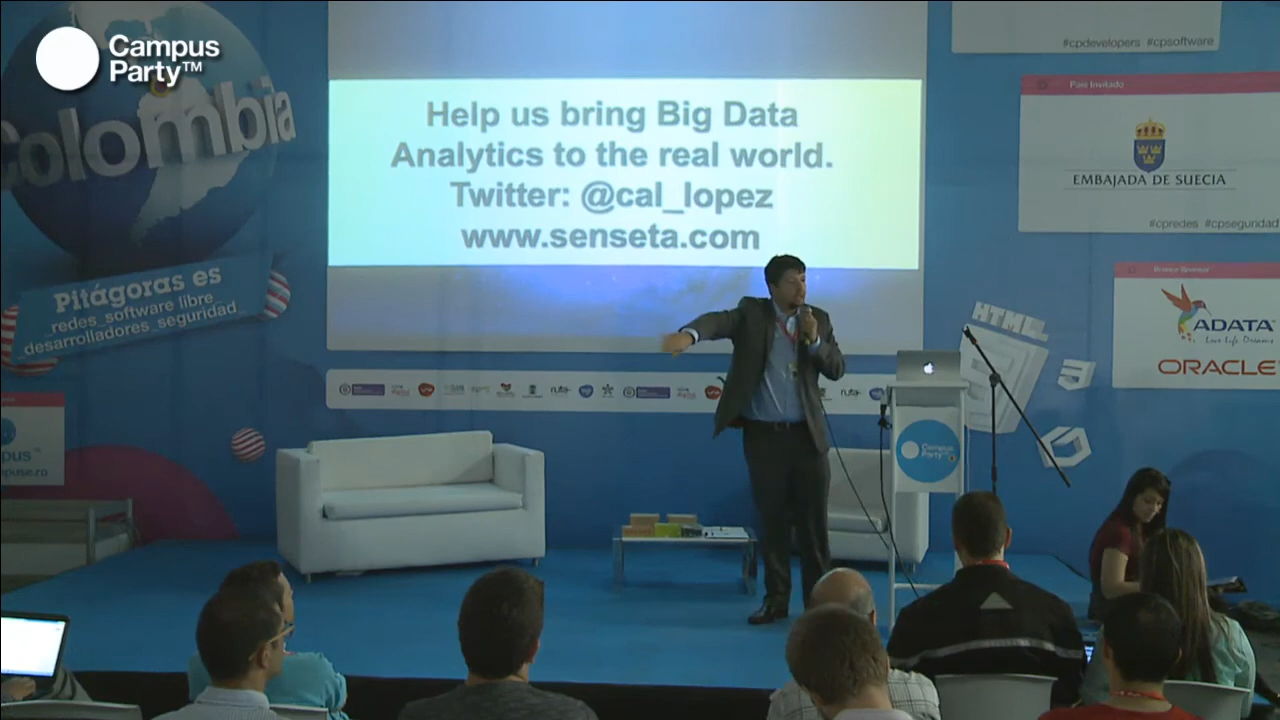 Campus
Party™
Colombia
Pitágoras es
redes_software libre_
desarrolladores_seguridad
Help us bring Big Data
Analytics to the real world.
Twitter: @cal_lopez
www.senseta.com
#cpdevelopers #cpsoftware
País Invitado
EMBAJADA DE SUECIA
#cpredes #cpseguridad
ADATA
Love Life Dreams
ORACLE
HTML
Campus
Party